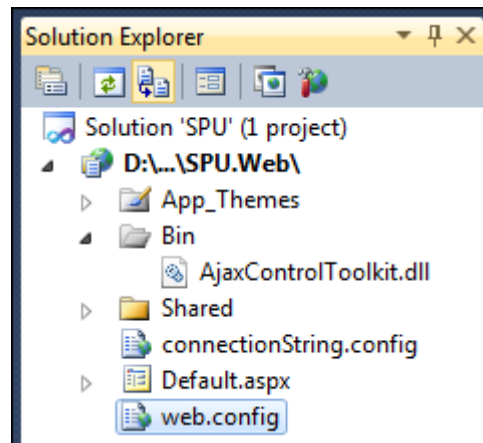 Solution Explorer
Solution 'SPU' (1 project)
D:\...\SPU.Web\
App_Themes
Bin
AjaxControlToolkit.dll
Shared
connectionString.config
Default.aspx
web.config